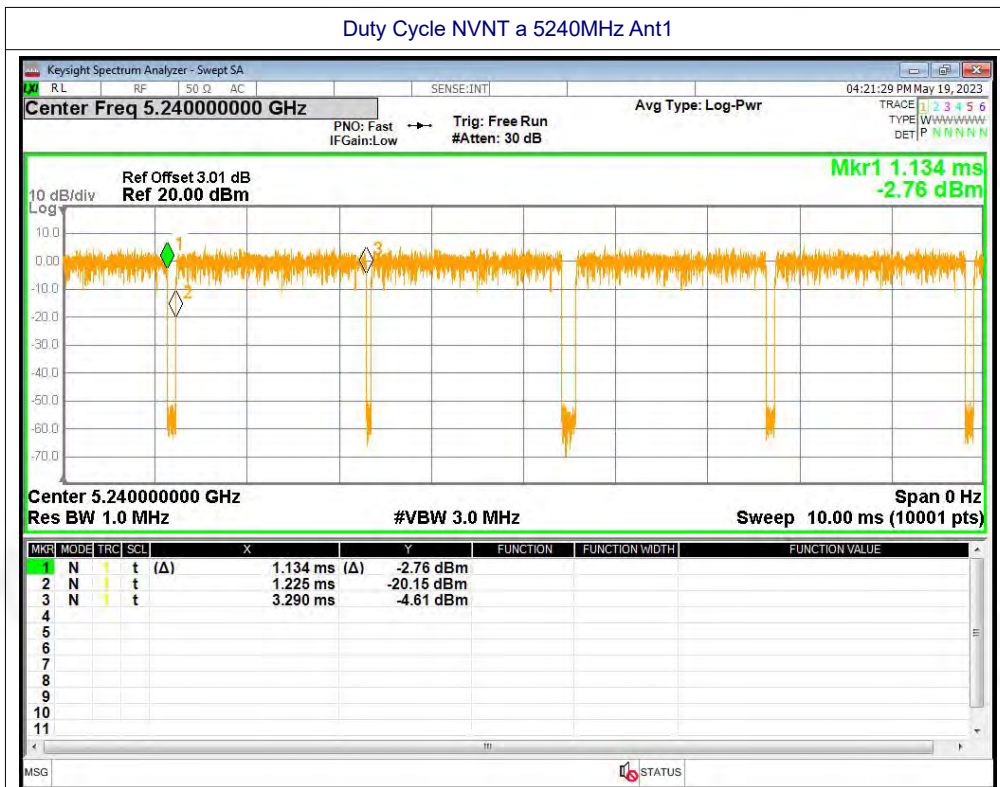 Duty Cycle NVNT a 5240MHz Ant1
Keysight Spectrum Analyzer - Swept SA
LXI RL RF 50 Ω AC SENSE:INT 04:21:29 PM May 19, 2023
Center Freq 5.240000000 GHz Avg Type: Log-Pwr TRACE 1 2 3 4 5 6
PNO: Fast Trig: Free Run TYPE W WWWWW
IFGain:Low #Atten: 30 dB DET P N N N N N
Mkr1 1.134 ms
-2.76 dBm
Ref Offset 3.01 dB
10 dB/div Ref 20.00 dBm
Log
10.0
0.00
-10.0
-20.0
-30.0
-40.0
-50.0
-60.0
-70.0
1
2
3
Center 5.240000000 GHz Span 0 Hz
Res BW 1.0 MHz #VBW 3.0 MHz Sweep 10.00 ms (10001 pts)
MKR MODE TRC SCL X Y FUNCTION FUNCTION WIDTH FUNCTION VALUE
1 N 1 t (Δ) 1.134 ms (Δ) -2.76 dBm
2 N 1 t 1.225 ms -20.15 dBm
3 N 1 t 3.290 ms -4.61 dBm
4
5
6
7
8
9
10
11
MSG STATUS